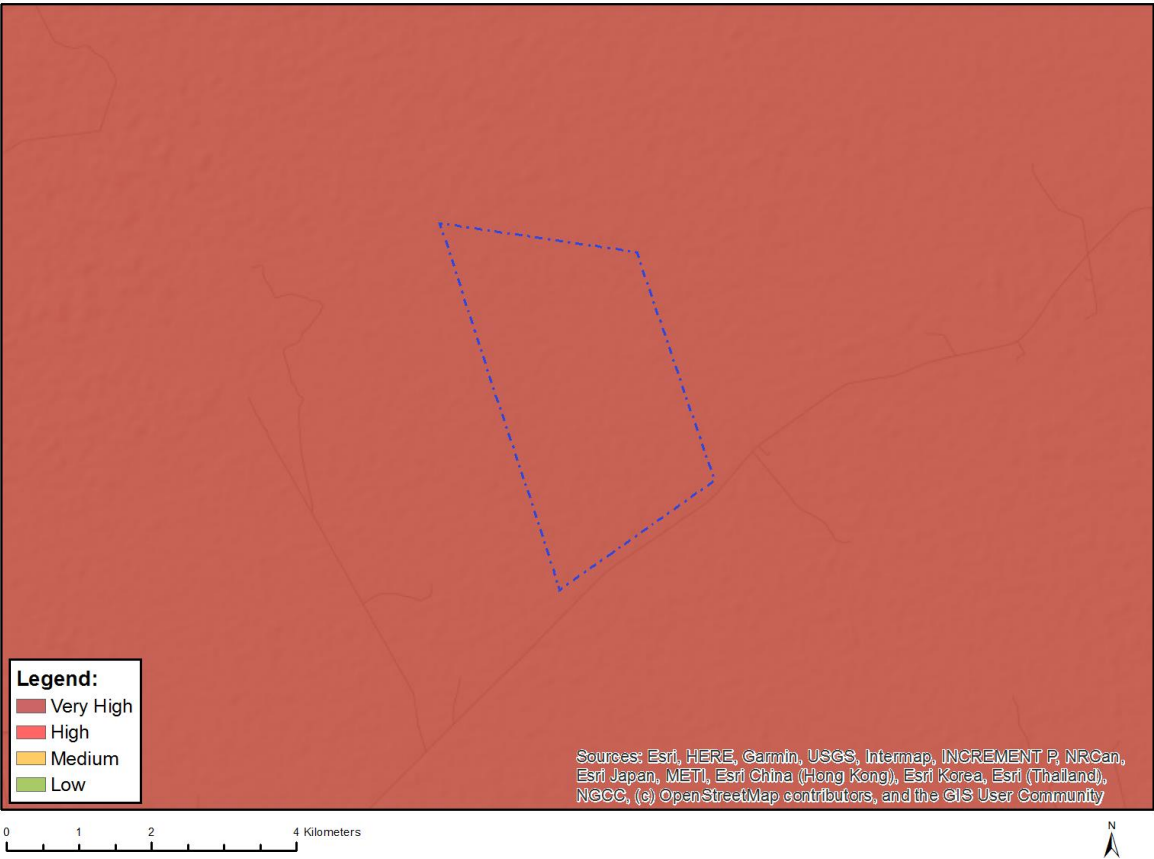 Legend:
Very High
High
Medium
Low
Sources: Esri, HERE, Garmin, USGS, Intermap, INCREMENT P, NRCan,
Esri Japan, METI, Esri China (Hong Kong), Esri Korea, Esri (Thailand),
NGCC, (c) OpenStreetMap contributors, and the GIS User Community
0 1 2 4 Kilometers
N